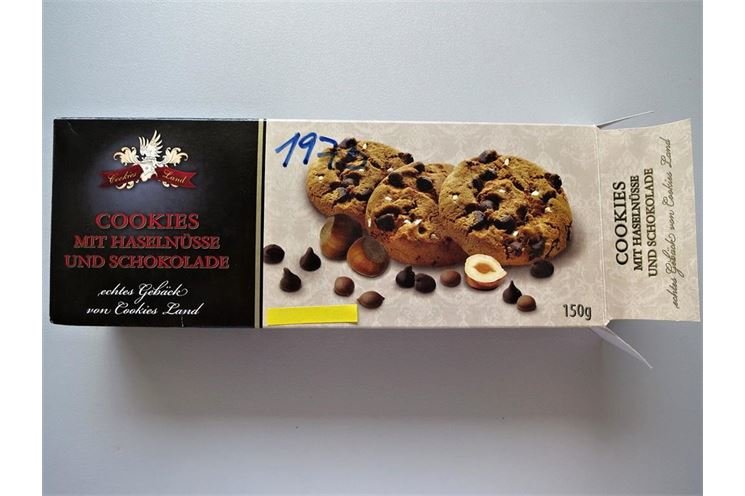 Cookies Land
COOKIES
MIT HASELNÜSSE
UND SCHOKOLADE
echtes Gebäck
von Cookies Land
150g
COOKIES
MIT HASELNÜSSE
UND SCHOKOLADE
echtes Gebäck von Cookies Land